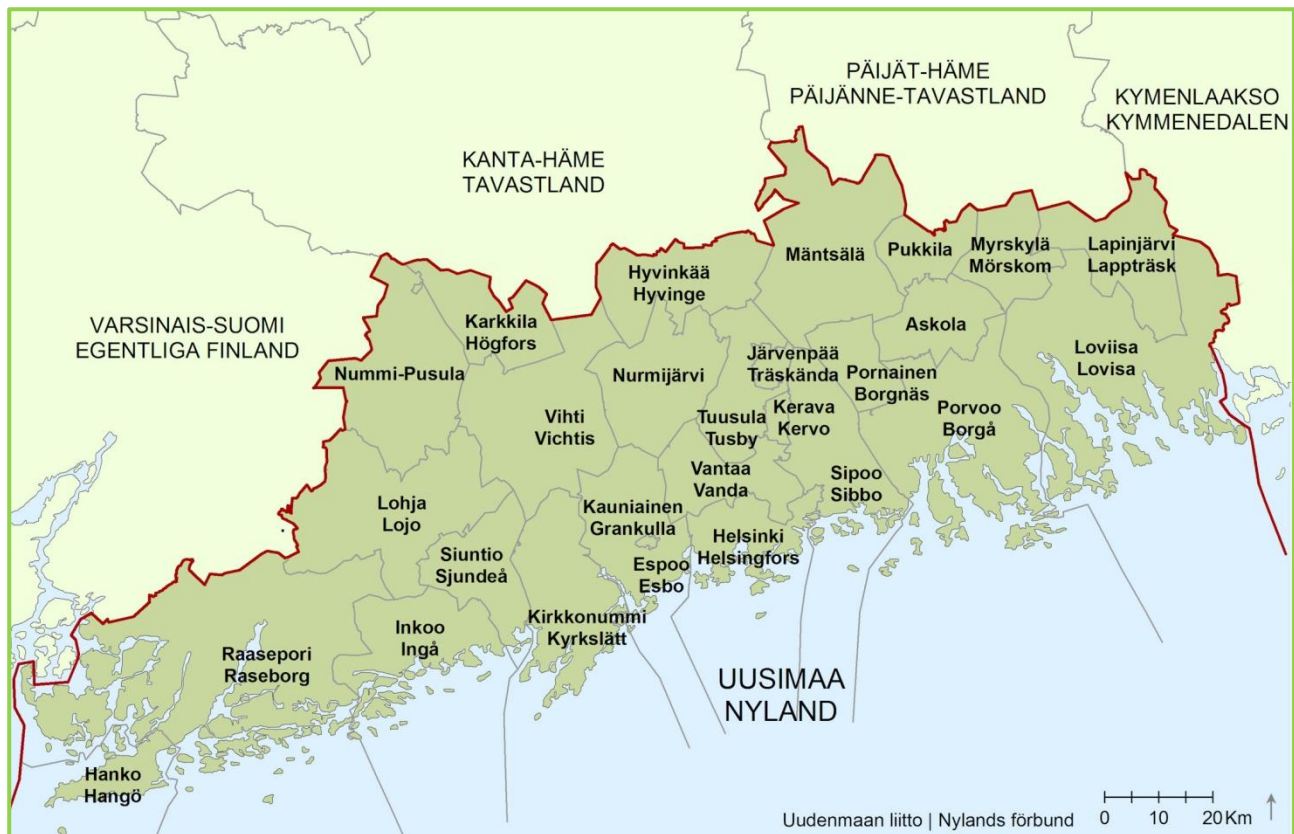 PÄIJÄT-HÄME
PÄIJÄNNE-TAVASTLAND
KYMENLAAKSO
KYMMENEDALEN
KANTA-HÄME
TAVASTLAND
VARSINAIS-SUOMI
EGENTLIGA FINLAND
Mäntsälä
Pukkila
Myrskylä
Mörskom
Lapinjärvi
Lappträsk
Hyvinkää
Hyvinge
Karkkila
Högfors
Askola
Loviisa
Lovisa
Nummi-Pusula
Nurmijärvi
Järvenpää
Träskända
Pornainen
Borgnäs
Vihti
Vichtis
Tuusula
Tusby
Kerava
Kervo
Porvoo
Borgå
Vantaa
Vanda
Sipoo
Sibbo
Lohja
Lojo
Kauniainen
Grankulla
Helsinki
Helsingfors
Siuntio
Sjundeå
Espoo
Esbo
Kirkkonummi
Kyrkslätt
Inkoo
Ingå
Raasepori
Raseborg
UUSIMAA
NYLAND
Hanko
Hangö
Uudenmaan liitto | Nylands förbund
0 10 20 Km